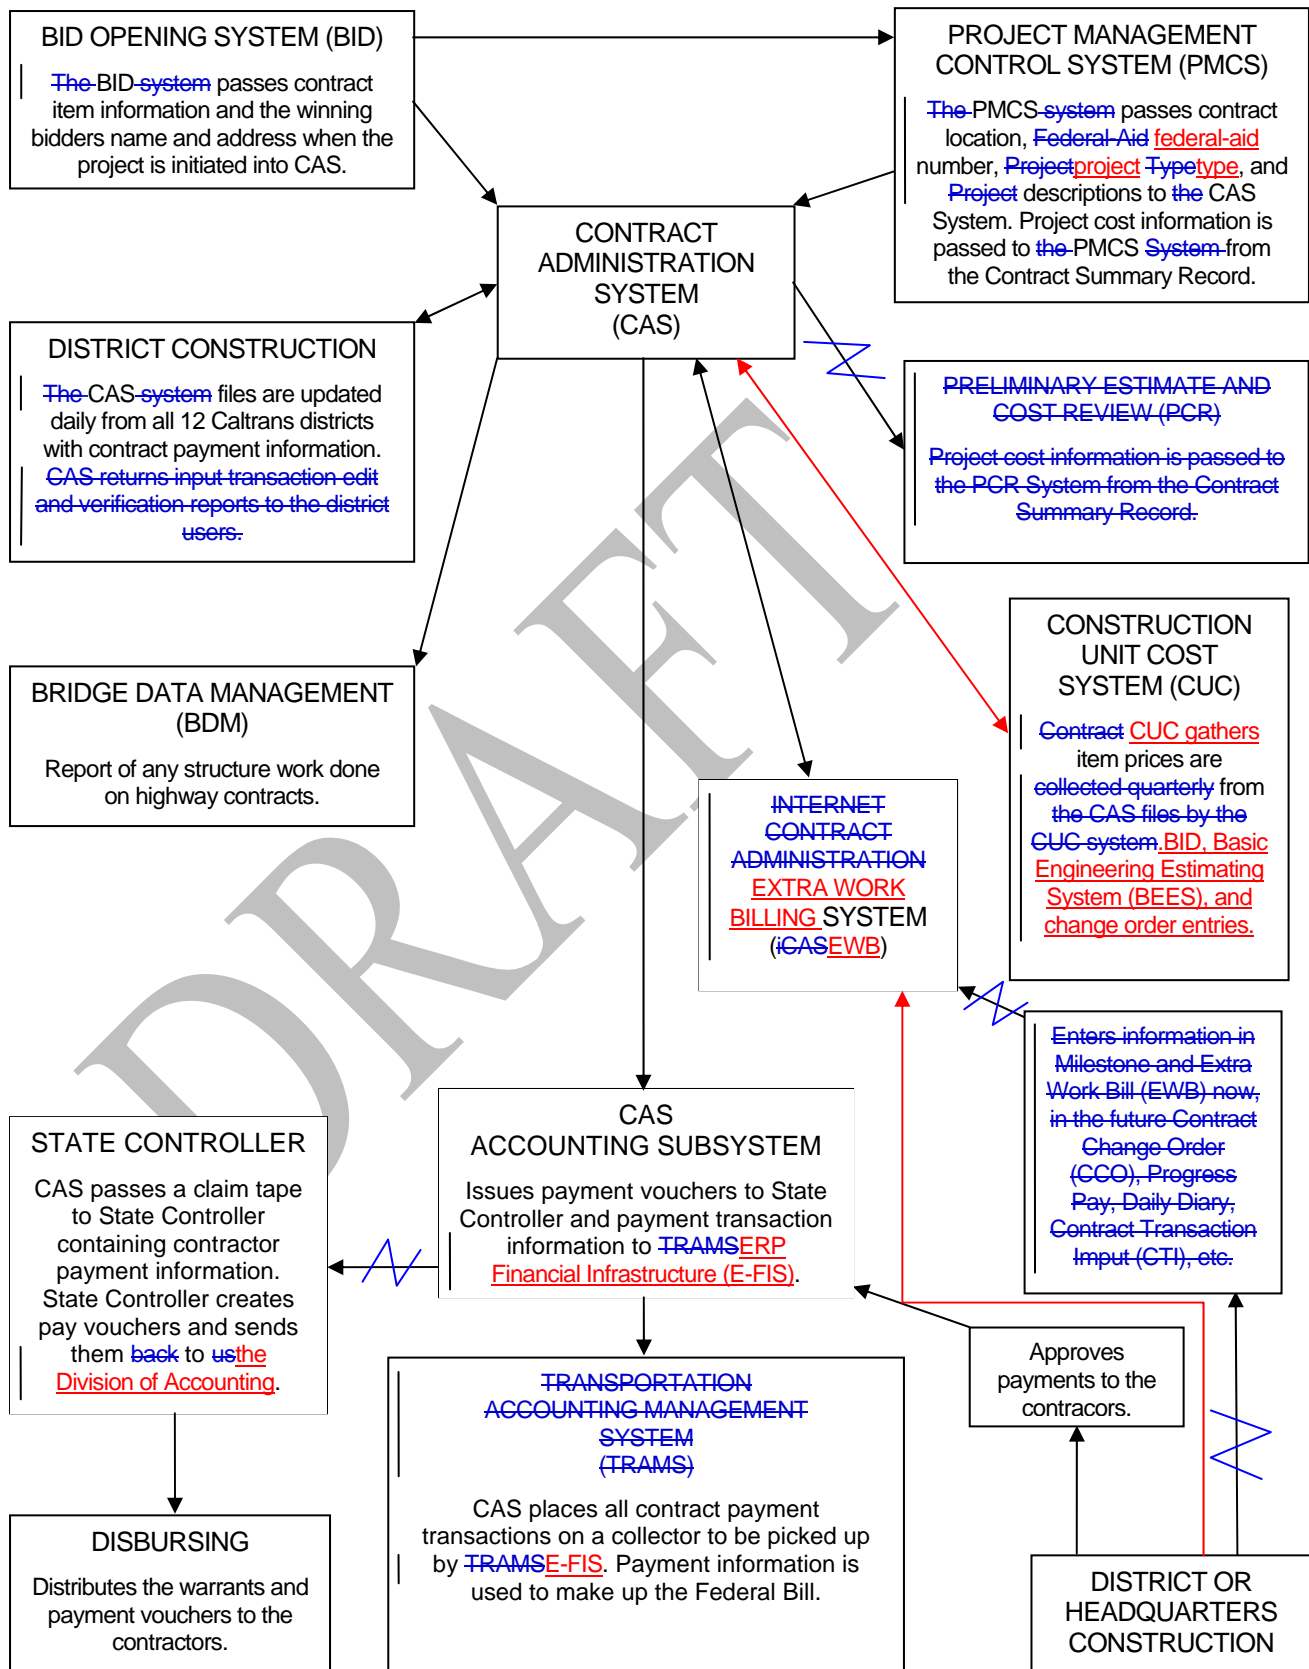 BID OPENING SYSTEM (BID)
The BID system passes contract
item information and the winning
bidders name and address when the
project is initiated into CAS.
PROJECT MANAGEMENT
CONTROL SYSTEM (PMCS)
The PMCS system passes contract
location, Federal-Aid federal-aid
number, Projectproject Typetype, and
Project descriptions to the CAS
System. Project cost information is
passed to the PMCS System from
the Contract Summary Record.
CONTRACT
ADMINISTRATION
SYSTEM
(CAS)
DISTRICT CONSTRUCTION
The CAS system files are updated
daily from all 12 Caltrans districts
with contract payment information.
CAS returns input transaction edit
and verification reports to the district
users.
PRELIMINARY ESTIMATE AND
COST REVIEW (PCR)
Project cost information is passed to
the PCR System from the Contract
Summary Record.
BRIDGE DATA MANAGEMENT
(BDM)
Report of any structure work done
on highway contracts.
CONSTRUCTION
UNIT COST
SYSTEM (CUC)
Contract CUC gathers
item prices are
collected quarterly from
the CAS files by the
CUC system.BID, Basic
Engineering Estimating
System (BEES), and
change order entries.
INTERNET
CONTRACT
ADMINISTRATION
EXTRA WORK
BILLING SYSTEM
(iCASEWB)
Enters information in
Milestone and Extra
Work Bill (EWB) now,
in the future Contract
Change Order
(CCO), Progress
Pay, Daily Diary,
Contract Transaction
Imput (CTI), etc.
STATE CONTROLLER
CAS passes a claim tape
to State Controller
containing contractor
payment information.
State Controller creates
pay vouchers and sends
them back to usthe
Division of Accounting.
CAS
ACCOUNTING SUBSYSTEM
Issues payment vouchers to State
Controller and payment transaction
information to TRAMSERP
Financial Infrastructure (E-FIS).
Approves
payments to the
contracors.
TRANSPORTATION
ACCOUNTING MANAGEMENT
SYSTEM
(TRAMS)
CAS places all contract payment
transactions on a collector to be picked up
by TRAMSE-FIS. Payment information is
used to make up the Federal Bill.
DISBURSING
Distributes the warrants and
payment vouchers to the
contractors.
DISTRICT OR
HEADQUARTERS
CONSTRUCTION
DRAFT